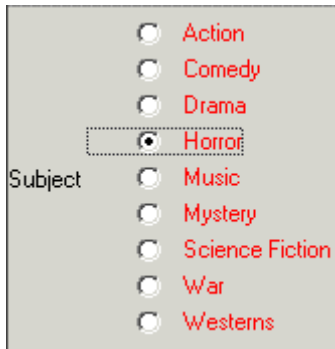 Action
Comedy
Drama
Horror
Subject
Music
Mystery
Science Fiction
War
Westerns